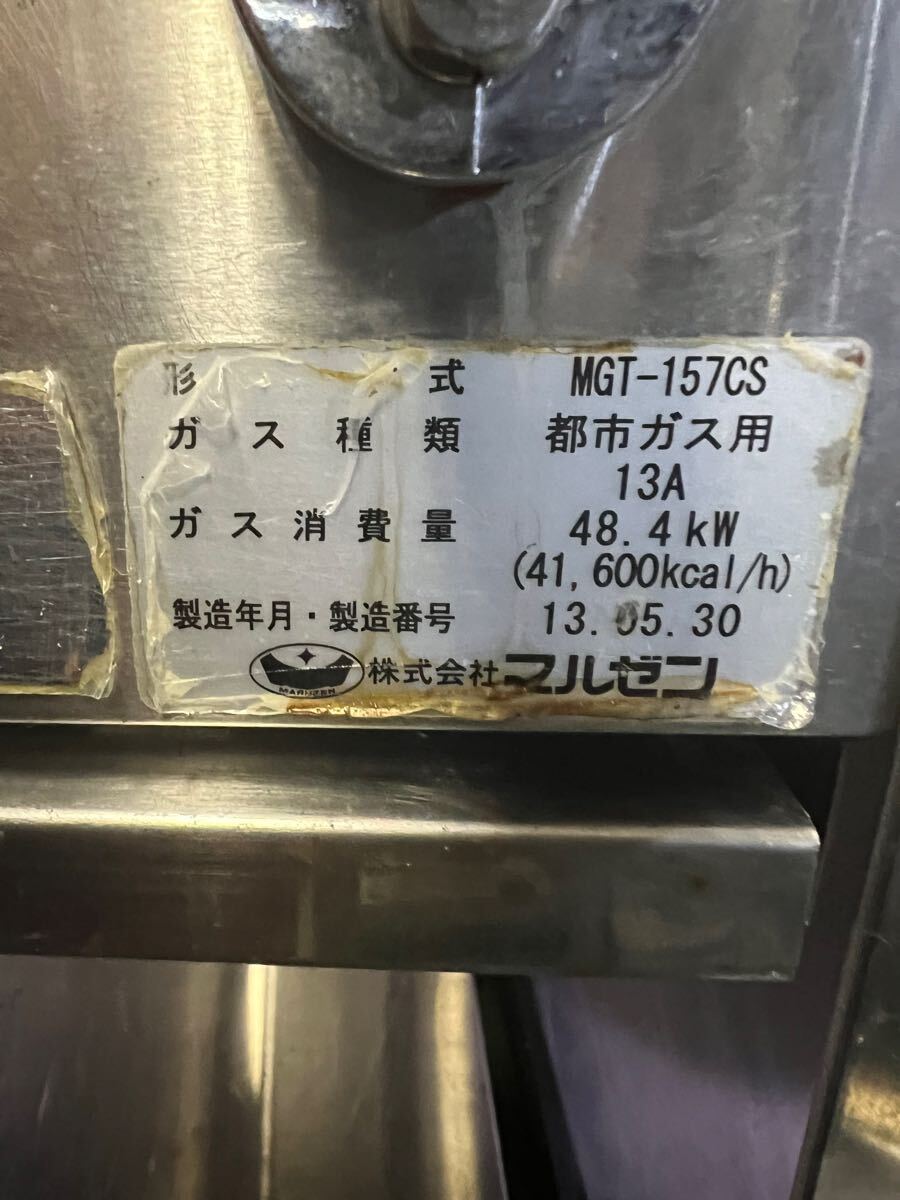 形式 MGT-157CS
ガス種類 都市ガス用
13A
ガス消費量 48.4kW
(41,600kcal/h)
製造年月・製造番号 13.05.30
MARUZEN 株式会社マルゼン